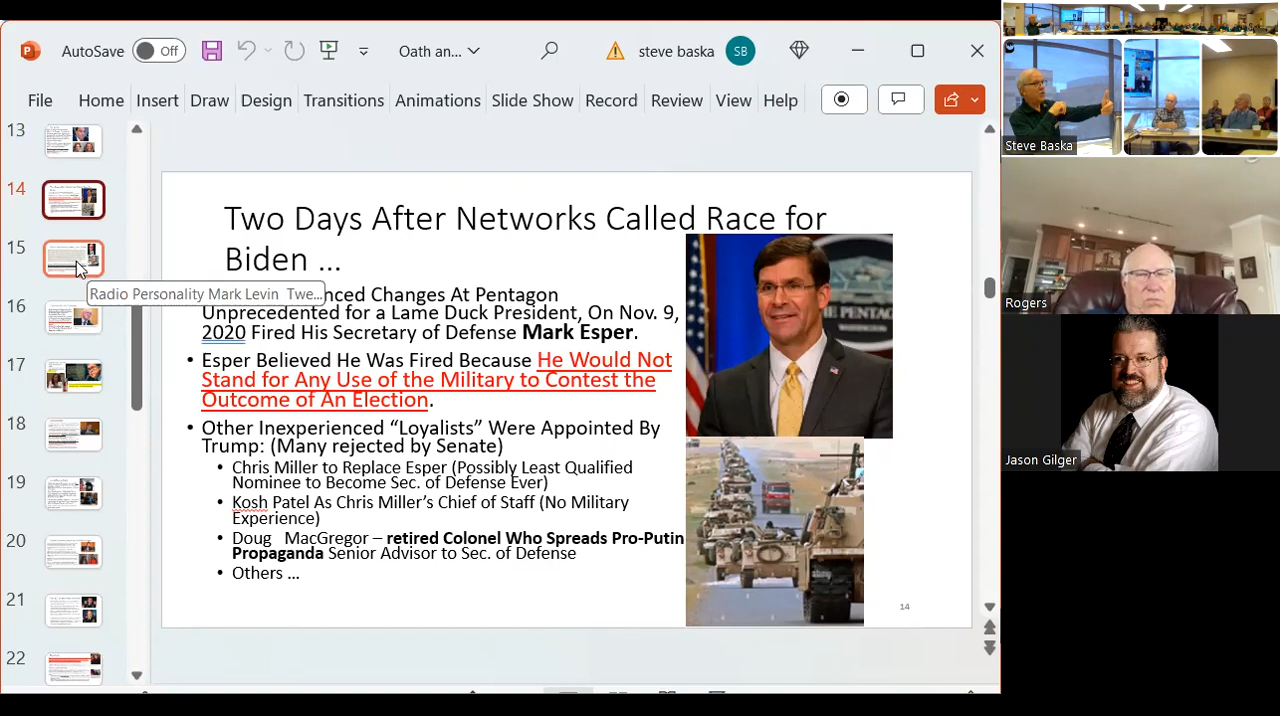 AutoSave Off Oath an... steve baska SB
File Home Insert Draw Design Transitions Animations Slide Show Record Review View Help
13
14
15
16
17
18
19
20
21
22
Radio Personality Mark Levin Twe...
Two Days After Networks Called Race for
Biden ...
nced Changes At Pentagon
Unprecedented for a Lame Duck President, On Nov. 9,
2020 Fired His Secretary of Defense Mark Esper.
• Esper Believed He Was Fired Because He Would Not
Stand for Any Use of the Military to Contest the
Outcome of An Election.
• Other Inexperienced “Loyalists” Were Appointed By
Trump: (Many rejected by Senate)
• Chris Miller to Replace Esper (Possibly Least Qualified
Nominee to Become Sec. of Defense Ever)
• Kosh Patel As Chris Miller’s Chief of Staff (No Military
Experience)
• Doug MacGregor – retired Colonel Who Spreads Pro-Putin
Propaganda Senior Advisor to Sec. of Defense
• Others ...
14
Steve Baska
Rogers
Jason Gilger